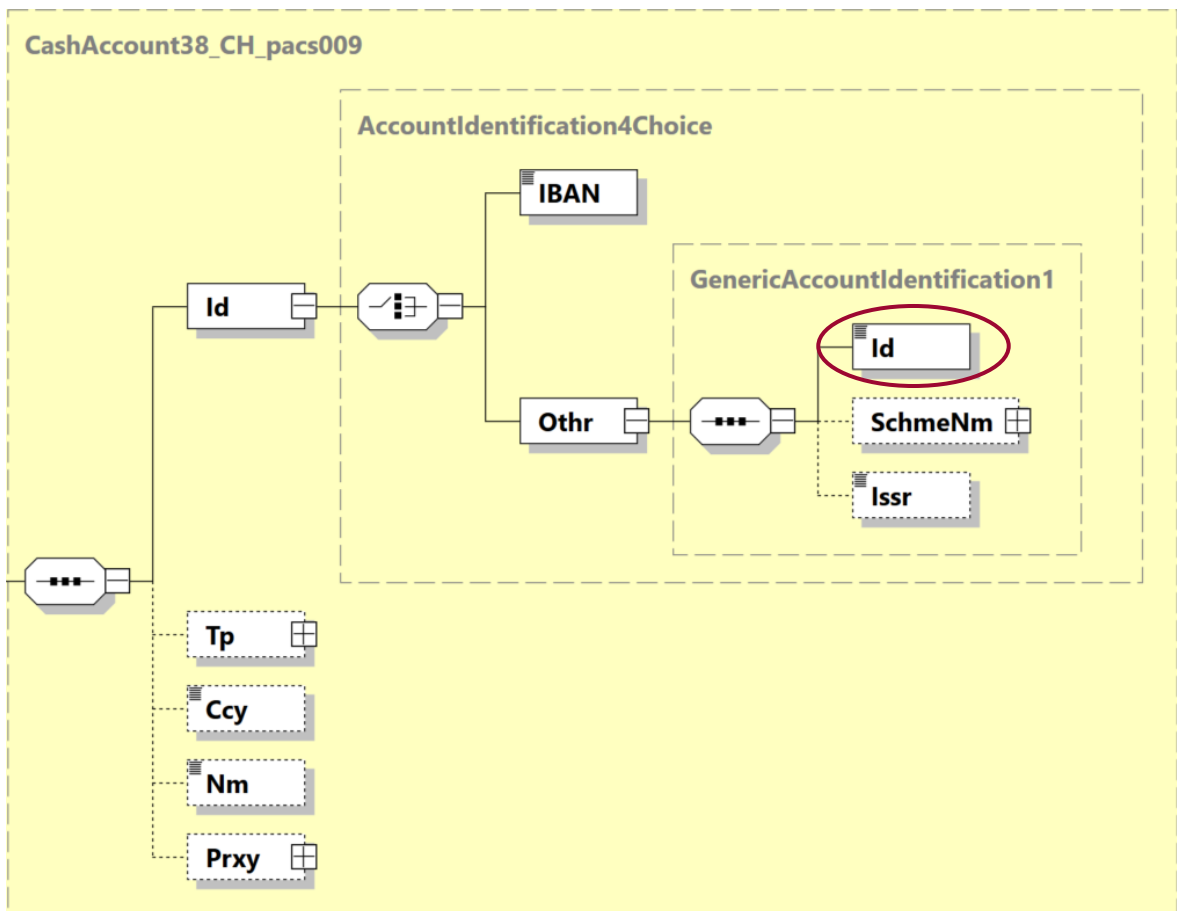 CashAccount38_CH_pacs009
AccountIdentification4Choice
IBAN
GenericAccountIdentification1
Id
Id
Othr
SchmeNm
Issr
Tp
Ccy
Nm
Prxy